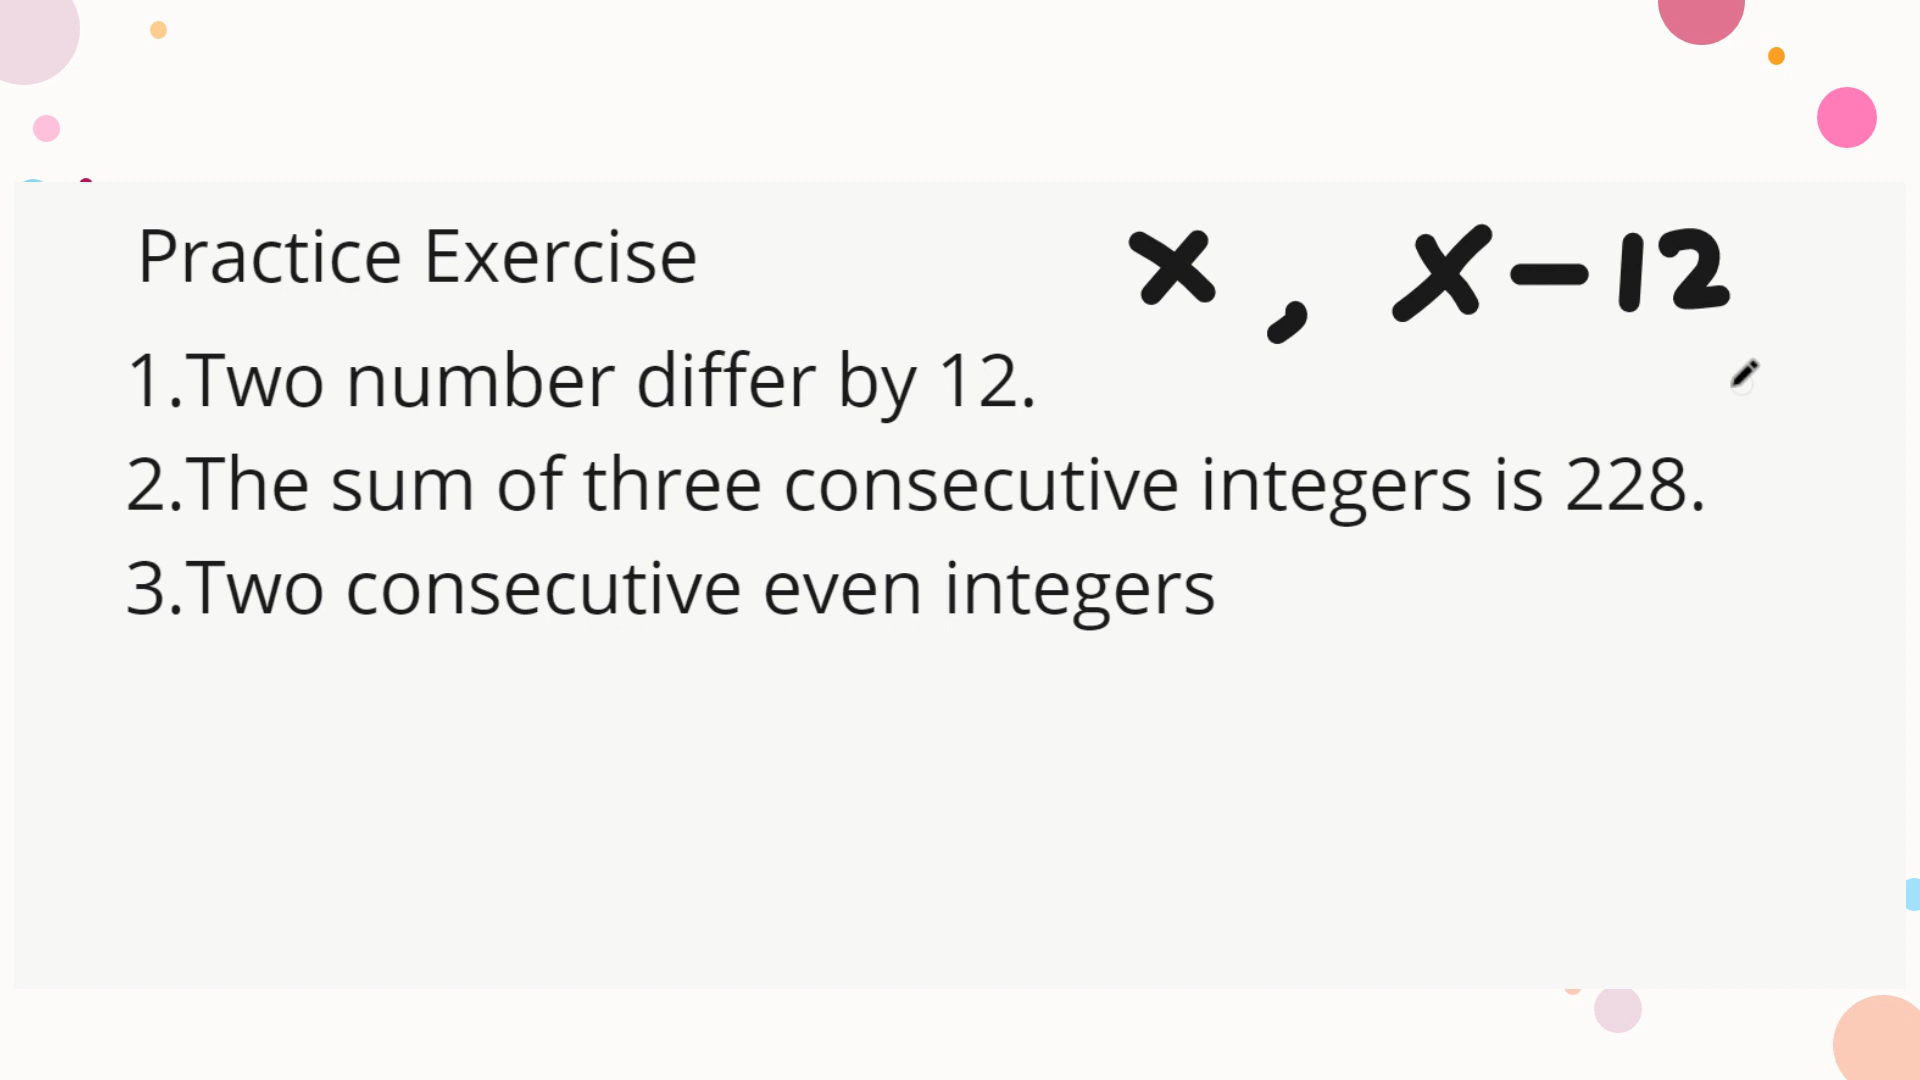 Practice Exercise
x , x-12
1.Two number differ by 12.
2.The sum of three consecutive integers is 228.
3.Two consecutive even integers